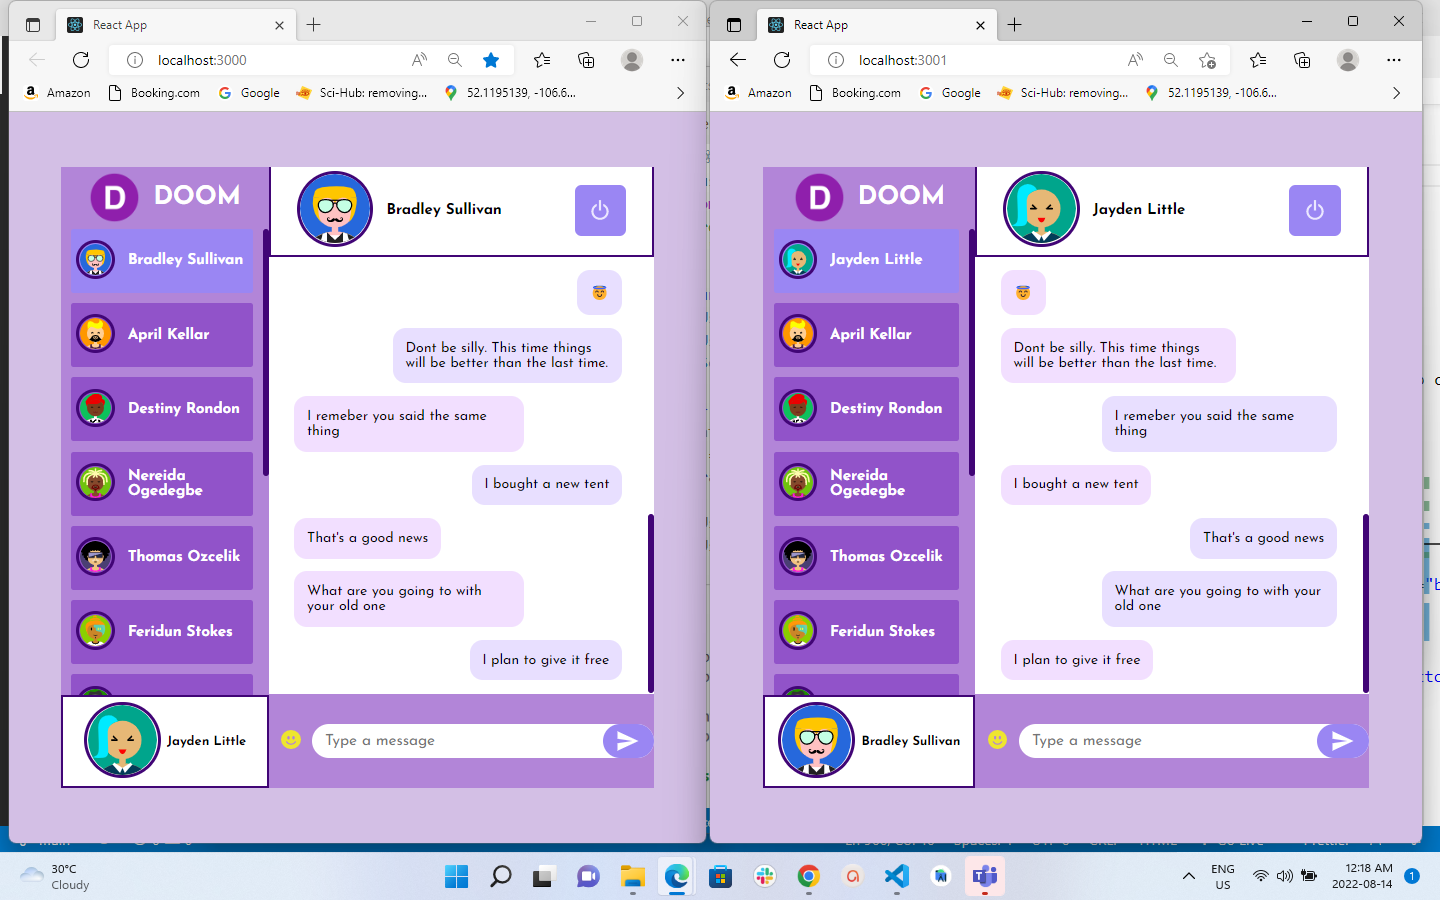 React App
localhost:3000
Amazon
Booking.com
Google
Sci-Hub: removing...
52.1195139, -106.6...
D DOOM
Bradley Sullivan
Bradley Sullivan
April Kellar
Destiny Rondon
Nereida
Ogedegbe
Thomas Ozcelik
Feridun Stokes
Dont be silly. This time things
will be better than the last time.
I remeber you said the same
thing
I bought a new tent
That's a good news
What are you going to with
your old one
I plan to give it free
Jayden Little
Type a message
React App
localhost:3001
Amazon
Booking.com
Google
Sci-Hub: removing...
52.1195139, -106.6...
D DOOM
Jayden Little
Jayden Little
April Kellar
Destiny Rondon
Nereida
Ogedegbe
Thomas Ozcelik
Feridun Stokes
Dont be silly. This time things
will be better than the last time.
I remeber you said the same
thing
I bought a new tent
That's a good news
What are you going to with your
old one
I plan to give it free
Bradley Sullivan
Type a message
30°C
Cloudy
ENG
US
12:18 AM
2022-08-14
1